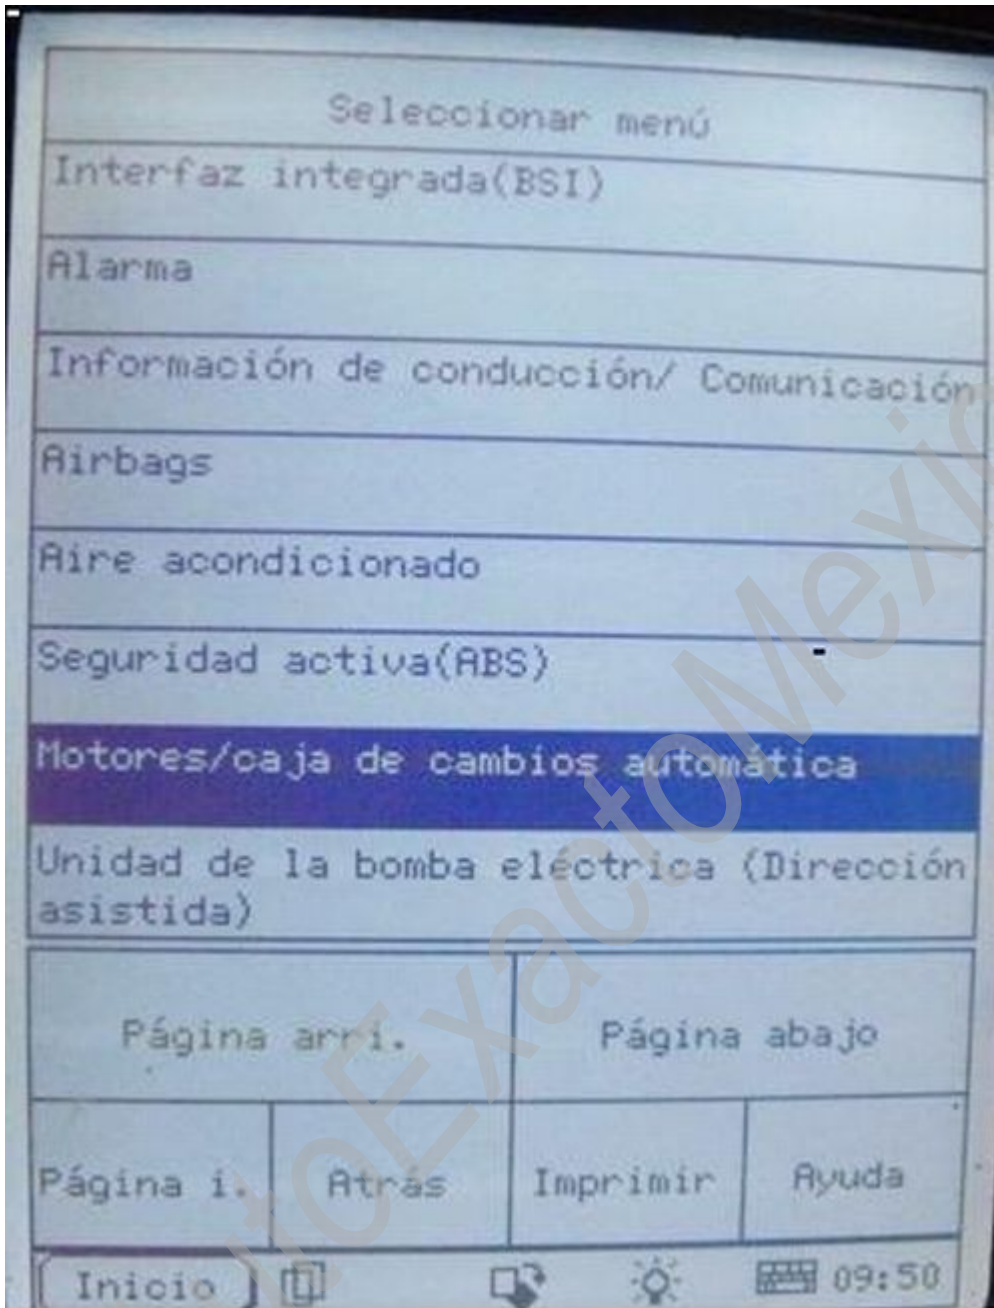 Seleccionar menú
Interfaz integrada(BSI)
Alarma
Información de conducción/ Comunicación
Airbags
Aire acondicionado
Seguridad activa(ABS)
Motores/caja de cambios automática
Unidad de la bomba eléctrica (Dirección
asistida)
Página arri.
Página abajo
Página i.
Atrás
Imprimir
Ayuda
Inicio
09:50
utoExactoMexic